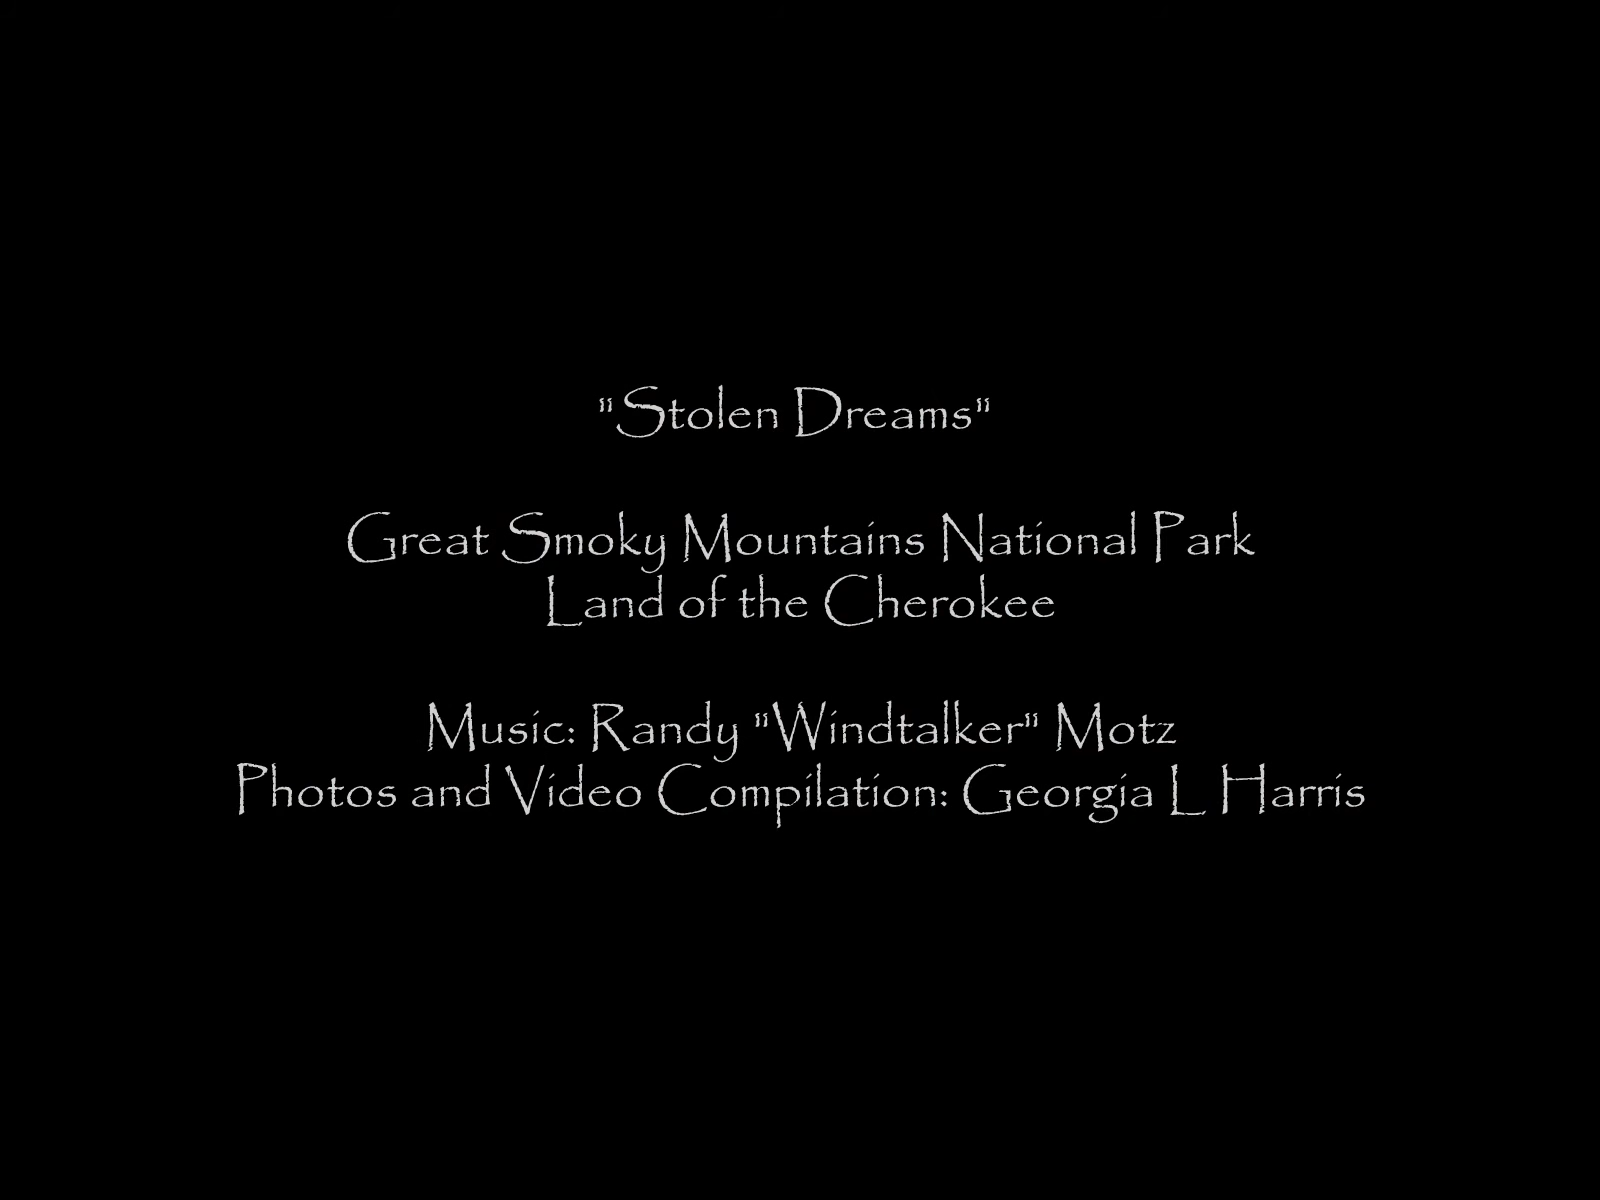 "Stolen Dreams"
Great Smoky Mountains National Park
Land of the Cherokee
Music: Randy "Windtalker" Motz
Photos and Video Compilation: Georgia L Harris